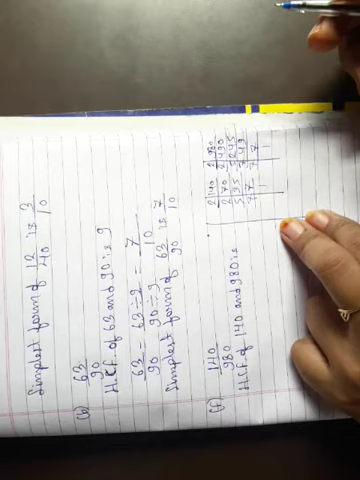 Simplest form of 12/40 is 3/10
(b) 63/90
H.C.F. of 63 and 90 is 9
63/90 = 63 ÷ 9/90 ÷ 9 = 7/10
Simplest form of 63/90 is 7/10
(f) 140/980
H.C.F. of 140 and 980 is
2 | 140
2 | 70
5 | 35
7 | 7
1
2 | 980
2 | 490
5 | 245
7 | 49
7 | 7
1